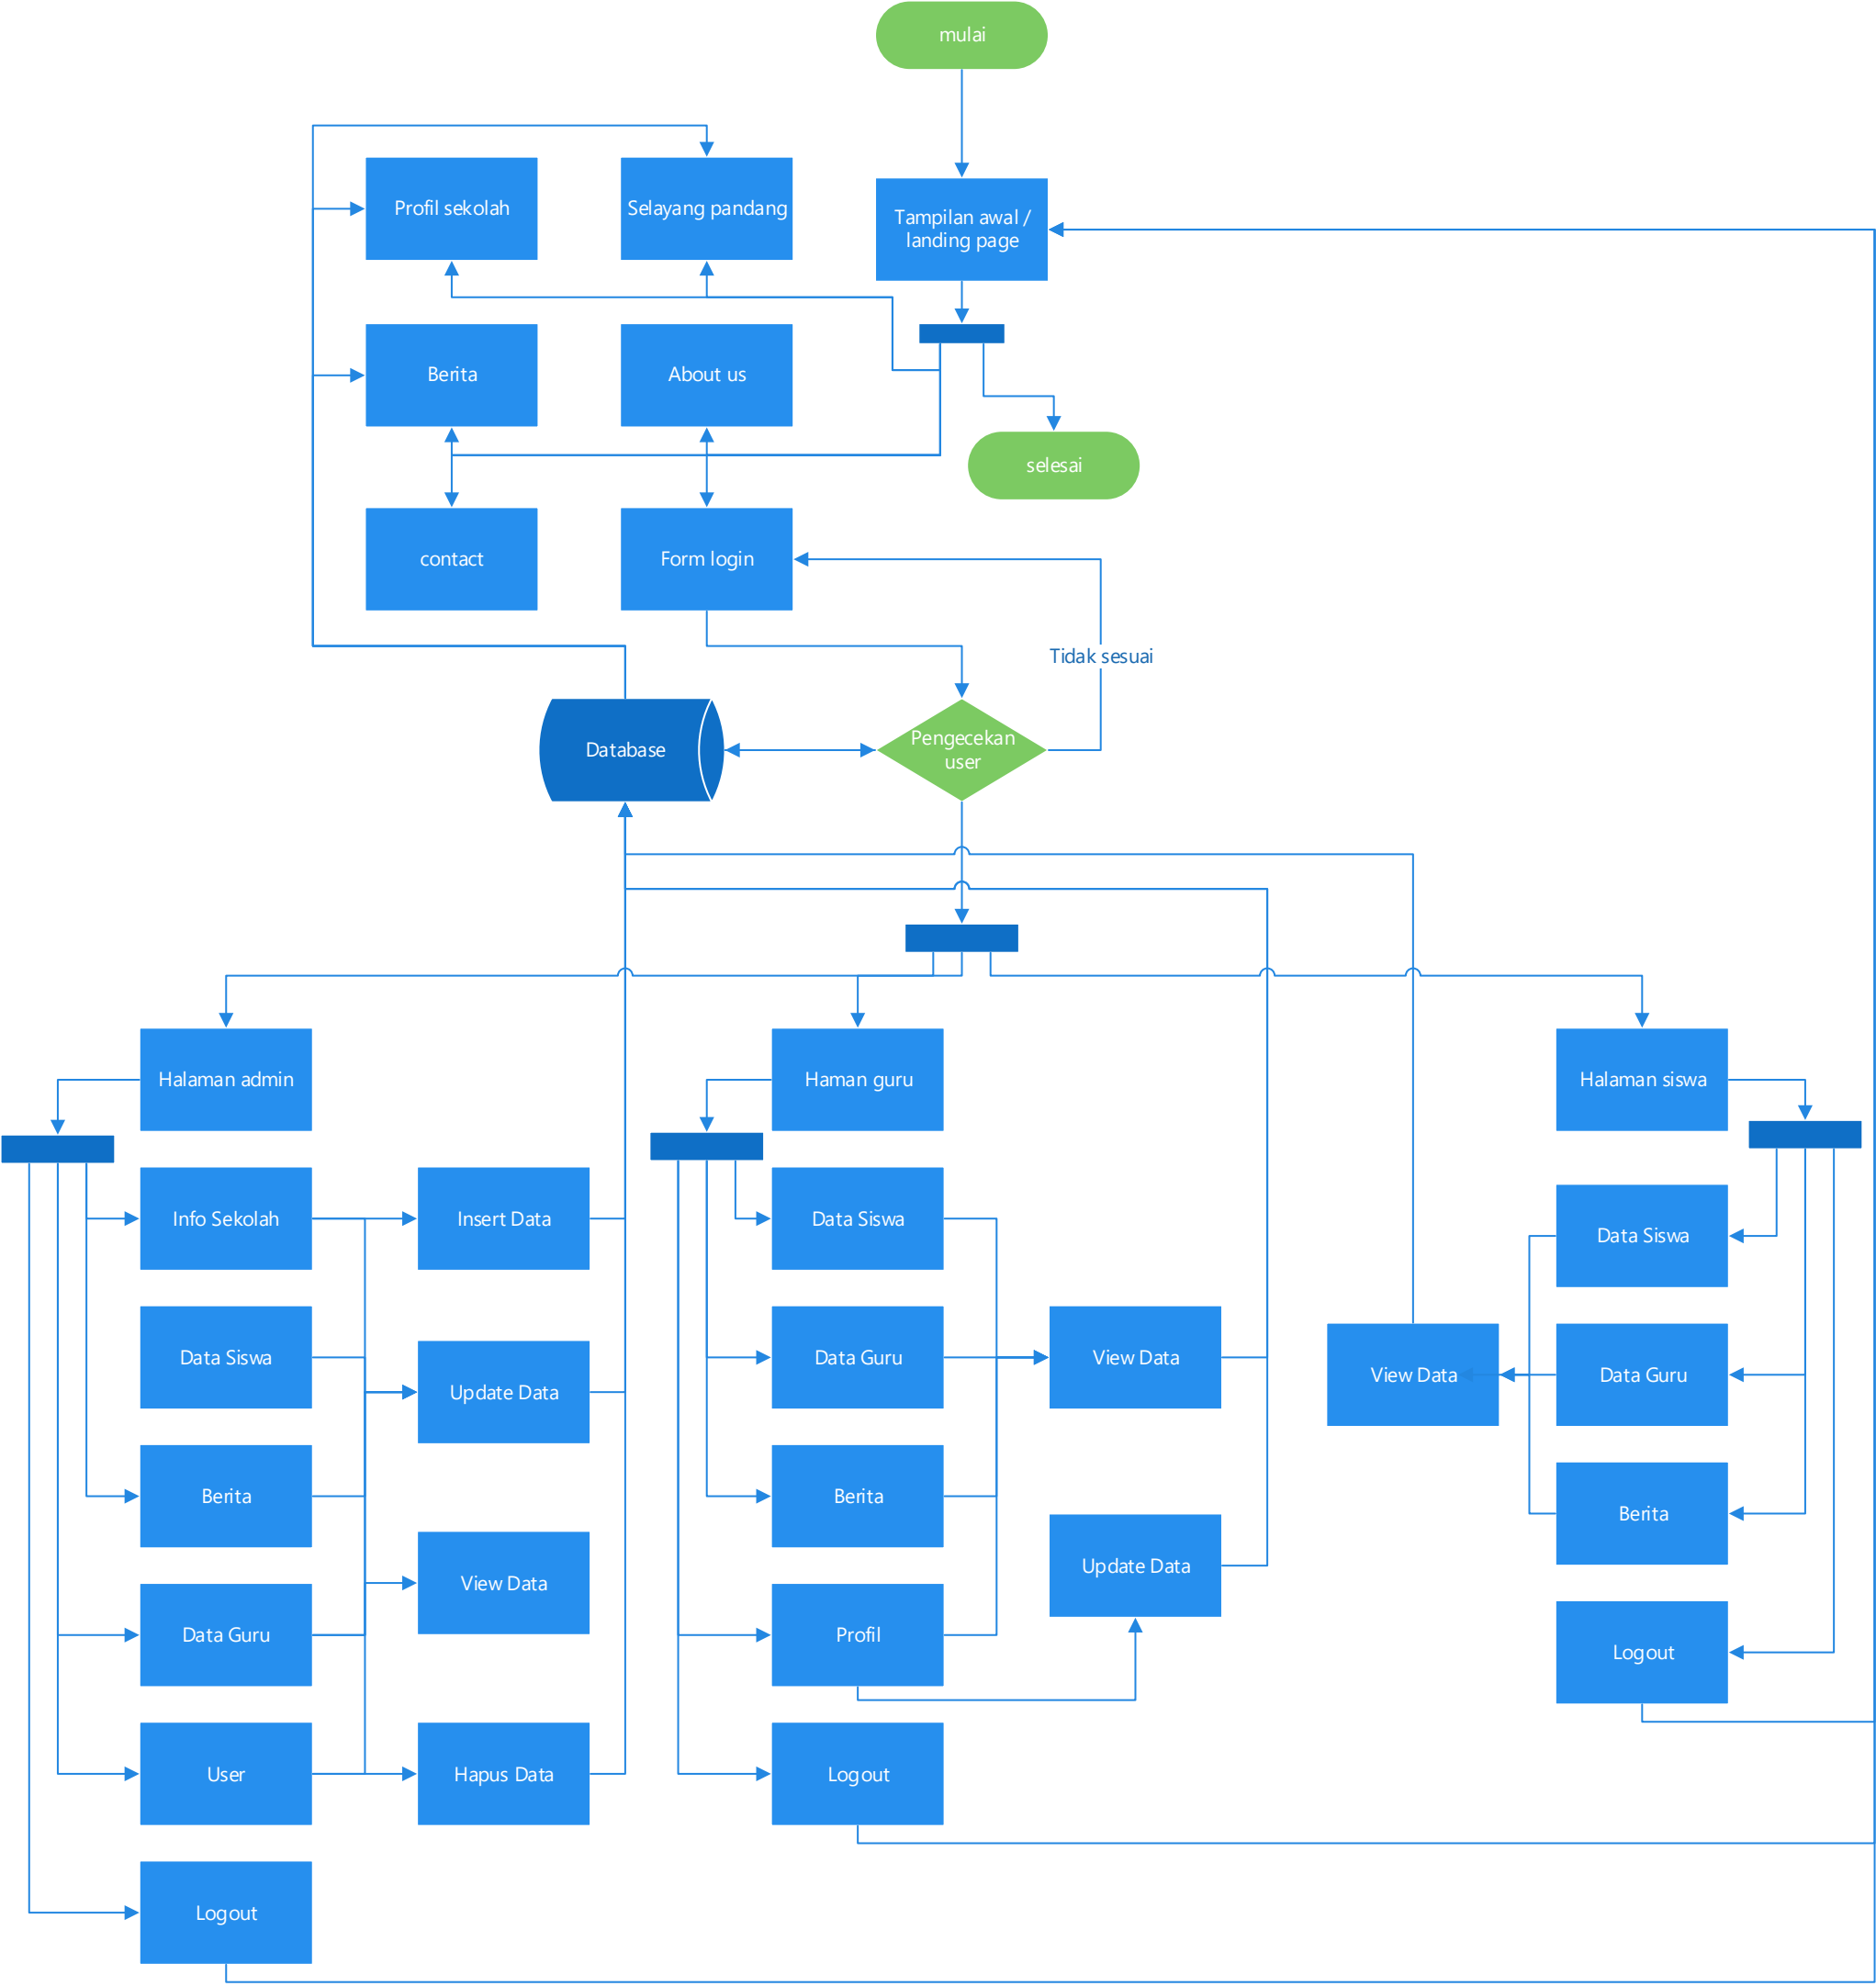 mulai
Profil sekolah
Selayang pandang
Tampilan awal /
landing page
Berita
About us
selesai
contact
Form login
Tidak sesuai
Database
Pengecekan
user
Halaman admin
Haman guru
Halaman siswa
Info Sekolah
Insert Data
Data Siswa
Data Siswa
Data Siswa
Update Data
Data Guru
View Data
View Data
Data Guru
Berita
Berita
Berita
View Data
Update Data
Data Guru
Profil
Logout
User
Hapus Data
Logout
Logout